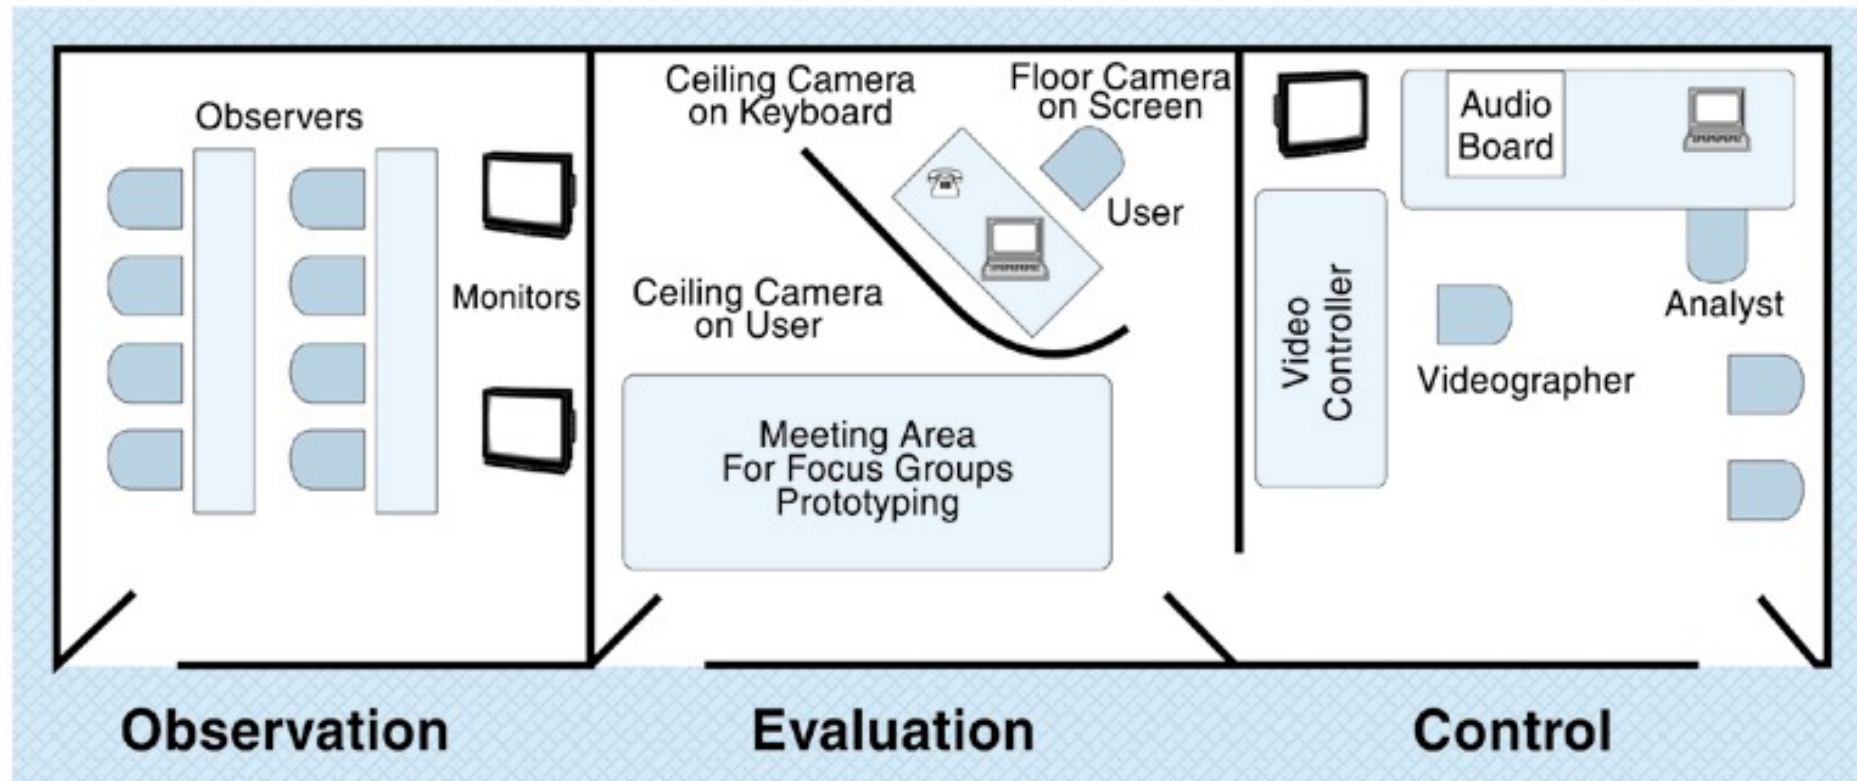 Observers
Monitors
Ceiling Camera
on Keyboard
Floor Camera
on Screen
User
Ceiling Camera
on User
Meeting Area
For Focus Groups
Prototyping
Audio
Board
Video
Controller
Analyst
Videographer
Observation
Evaluation
Control